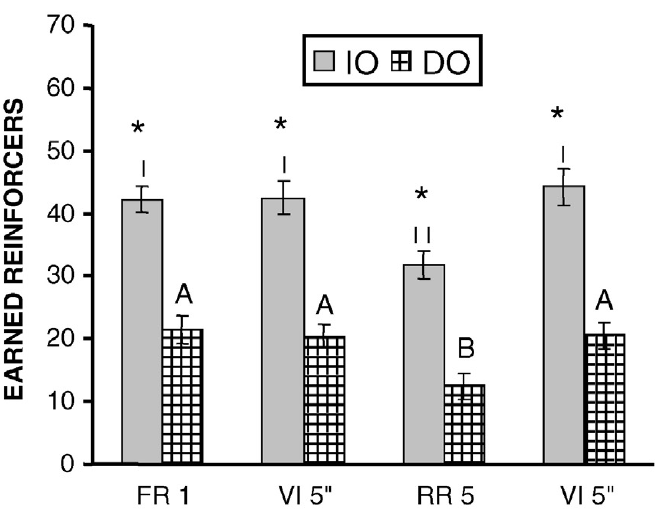 EARNED REINFORCERS
70
60
50
40
30
20
10
0
IO DO
*
I
A
*
I
A
*
II
B
*
I
A
FR 1 VI 5" RR 5 VI 5"